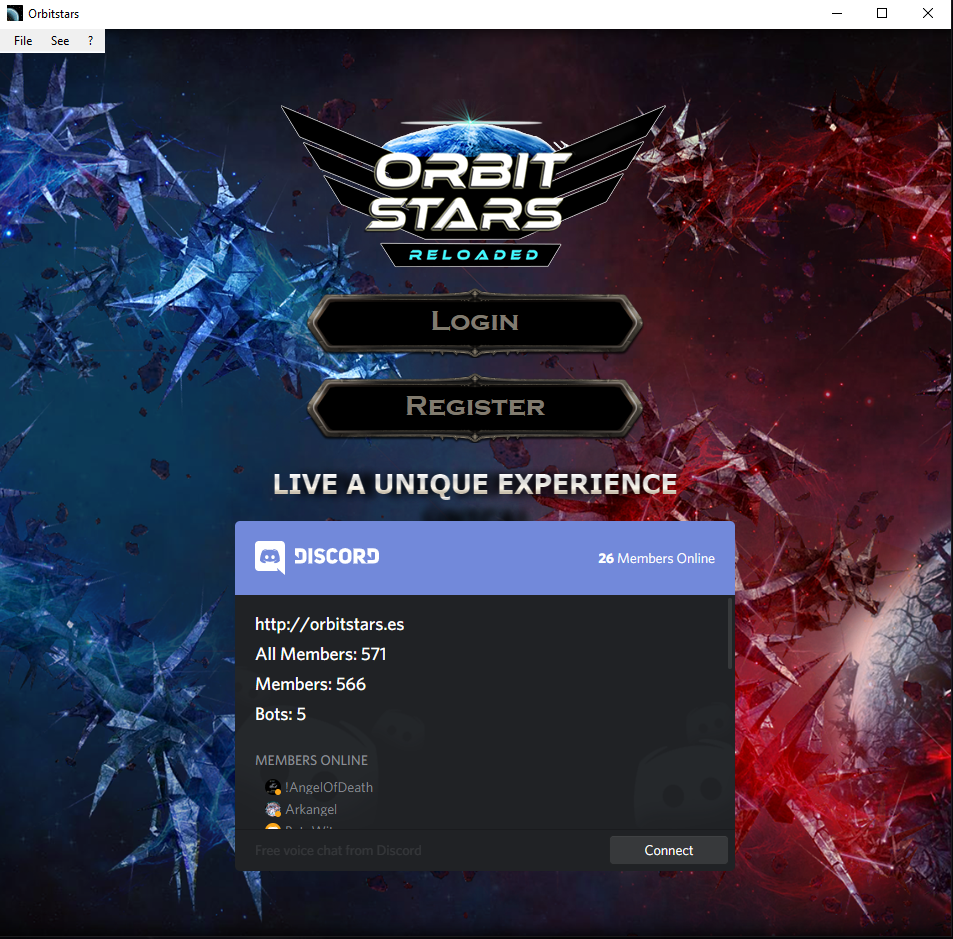 Orbitstars
File See ?
ORBIT
STARS
RELOADED
LOGIN
REGISTER
LIVE A UNIQUE EXPERIENCE
DISCORD 26 Members Online
http://orbitstars.es
All Members: 571
Members: 566
Bots: 5
MEMBERS ONLINE
!AngelOfDeath
Arkangel
Free voice chat from Discord Connect